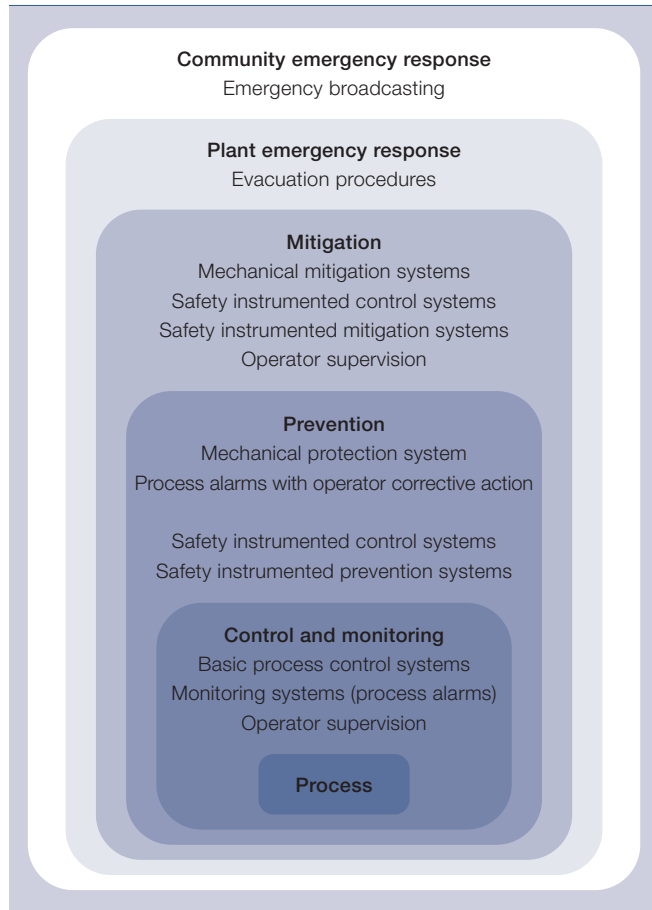 Community emergency response
Emergency broadcasting
Plant emergency response
Evacuation procedures
Mitigation
Mechanical mitigation systems
Safety instrumented control systems
Safety instrumented mitigation systems
Operator supervision
Prevention
Mechanical protection system
Process alarms with operator corrective action
Safety instrumented control systems
Safety instrumented prevention systems
Control and monitoring
Basic process control systems
Monitoring systems (process alarms)
Operator supervision
Process